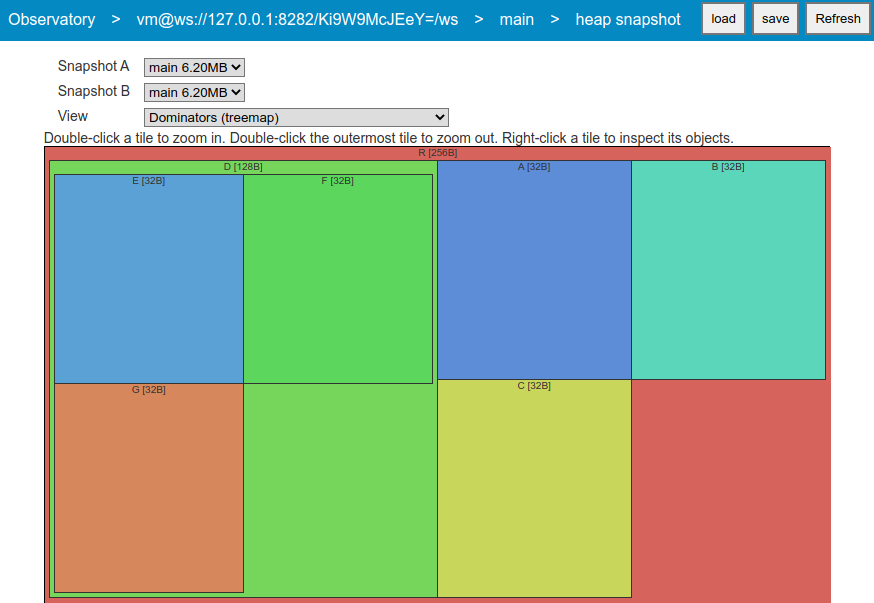 Observatory > vm@ws://127.0.0.1:8282/Ki9W9McJEeY=/ws > main > heap snapshot load save Refresh
Snapshot A main 6.20MB
Snapshot B main 6.20MB
View Dominators (treemap)
Double-click a tile to zoom in. Double-click the outermost tile to zoom out. Right-click a tile to inspect its objects.
R [256B]
D [128B] A [32B] B [32B]
E [32B] F [32B]
C [32B]
G [32B]